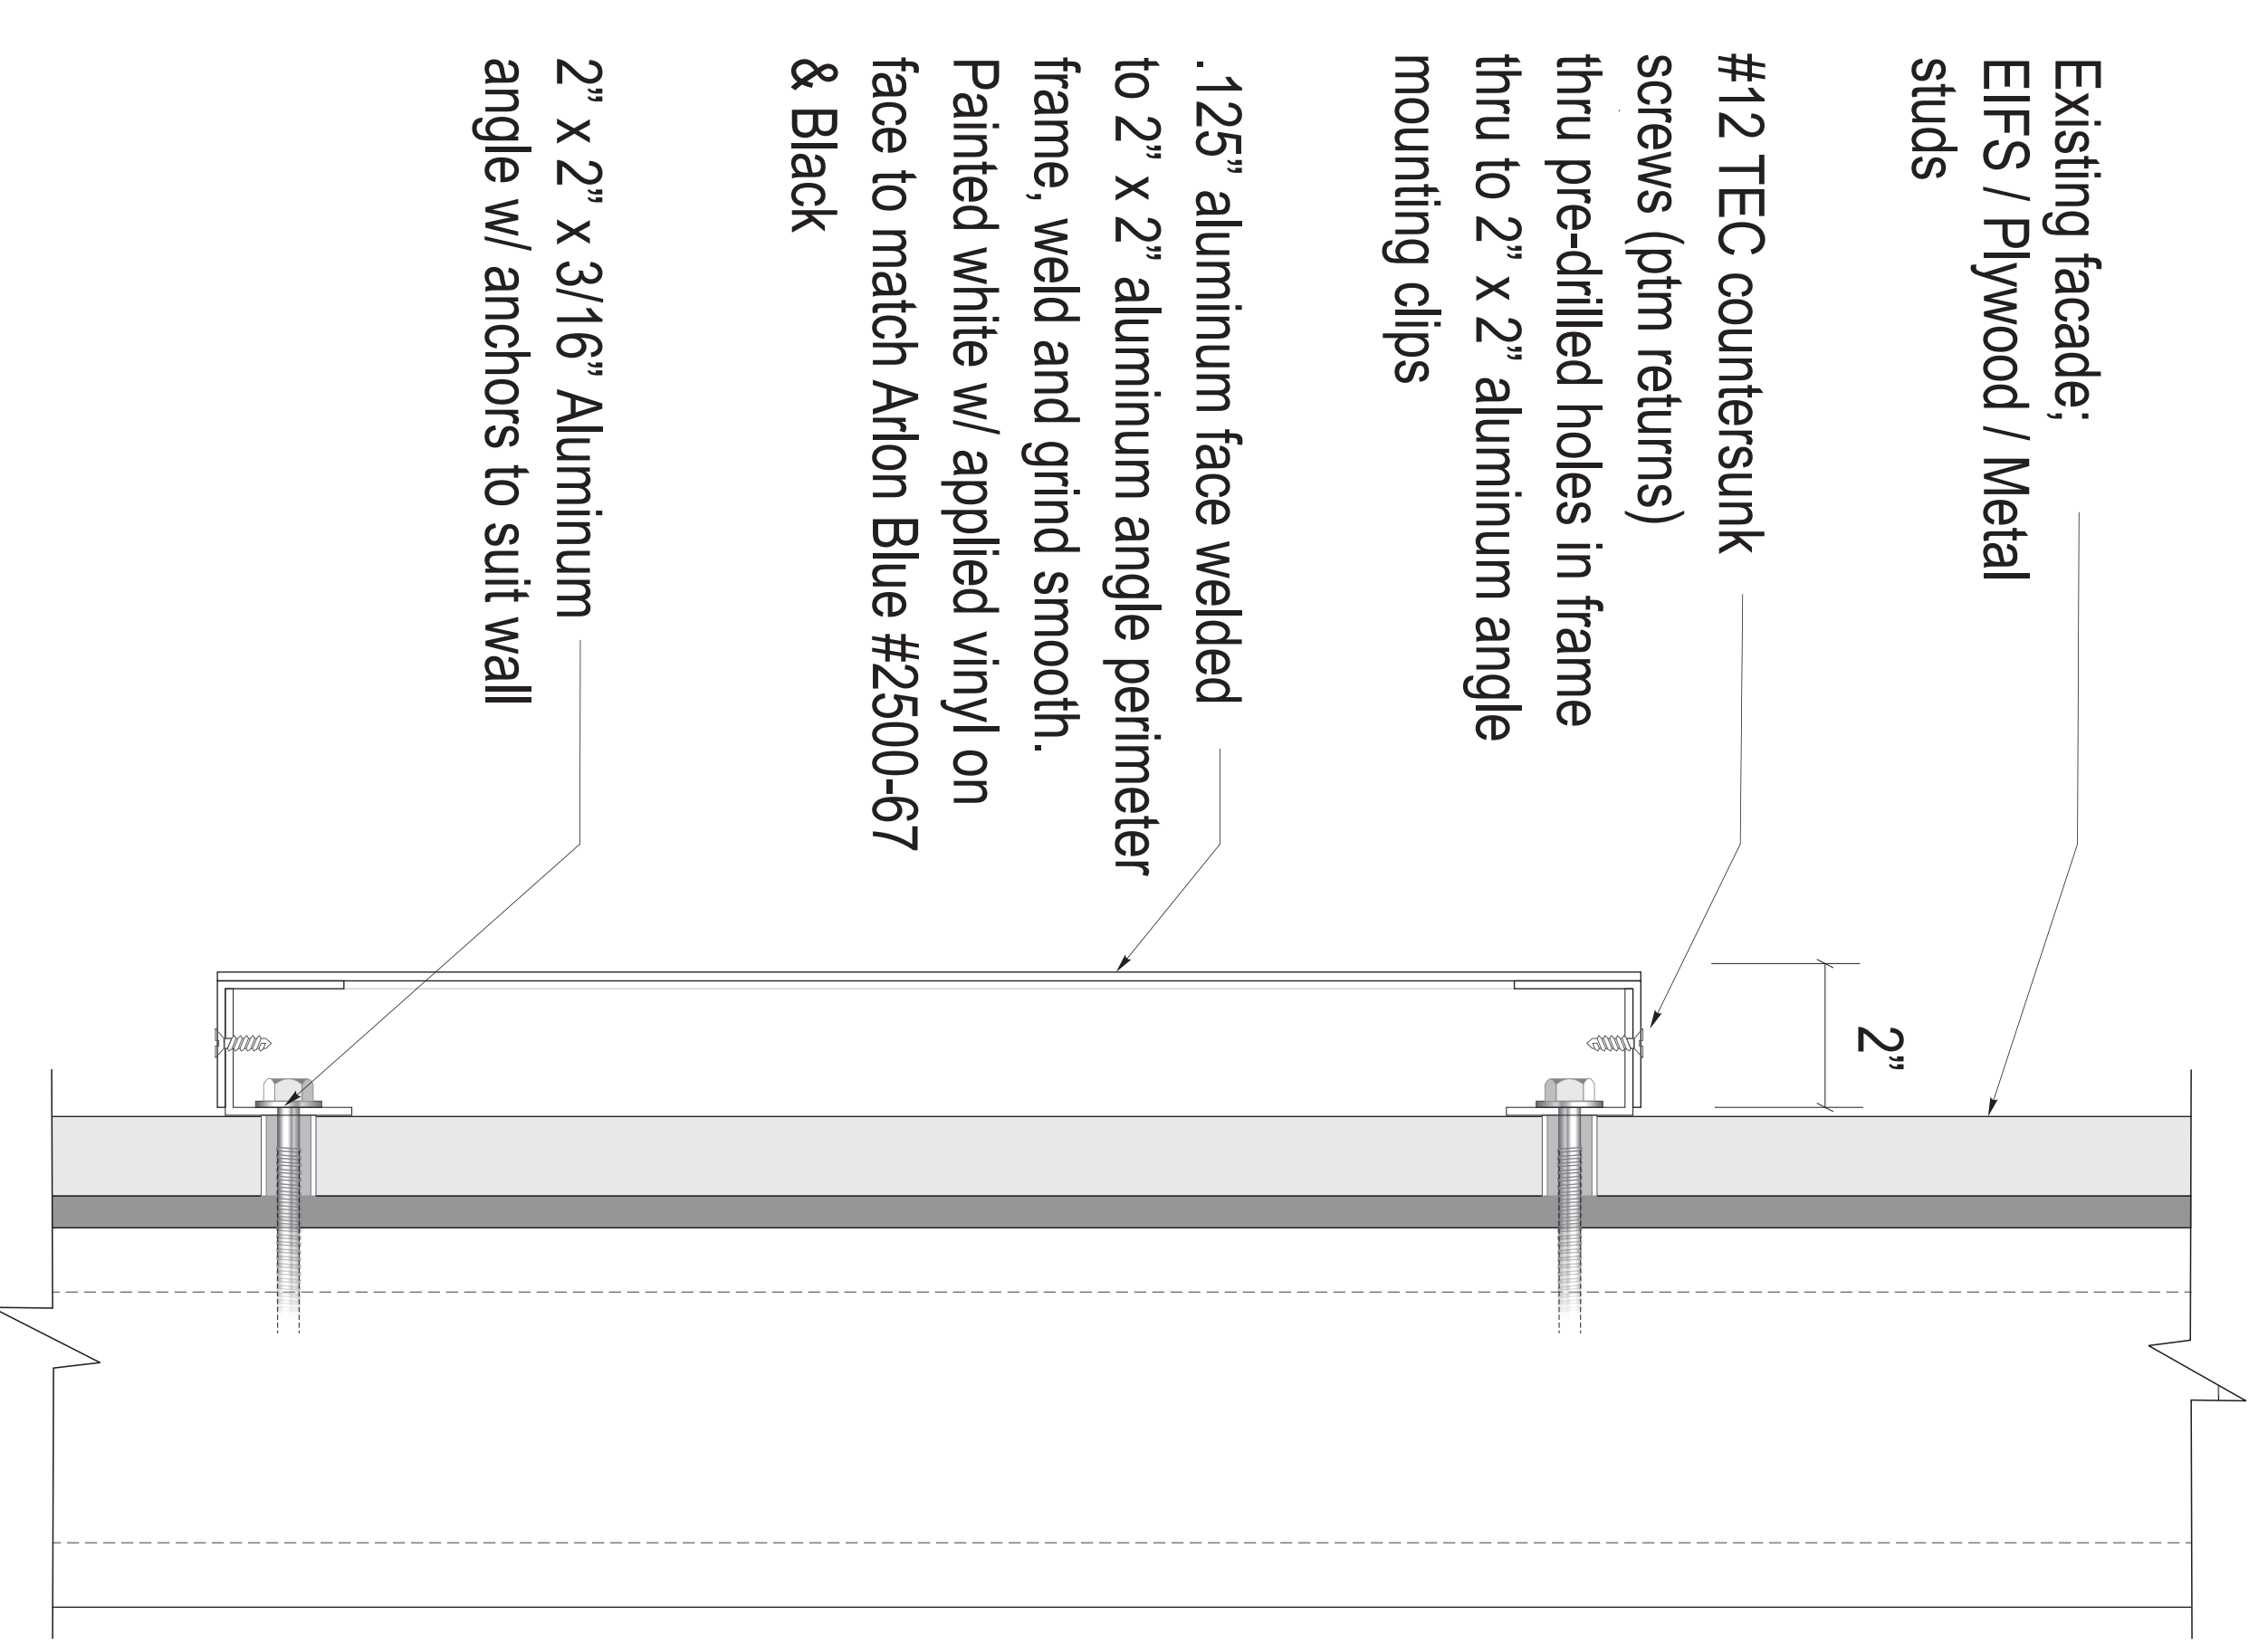 Existing facade;
EIFS / Plywood / Metal
studs
2”
#12 TEC countersunk
screws (ptm returns)
thru pre-drilled holes in frame
thru to 2” x 2” aluminum angle
mounting clips
.125” aluminum face welded
to 2” x 2” aluminum angle perimeter
frame, weld and grind smooth.
Painted white w/ applied vinyl on
face to match Arlon Blue #2500-67
& Black
2” x 2” x 3/16” Aluminum
angle w/ anchors to suit wall